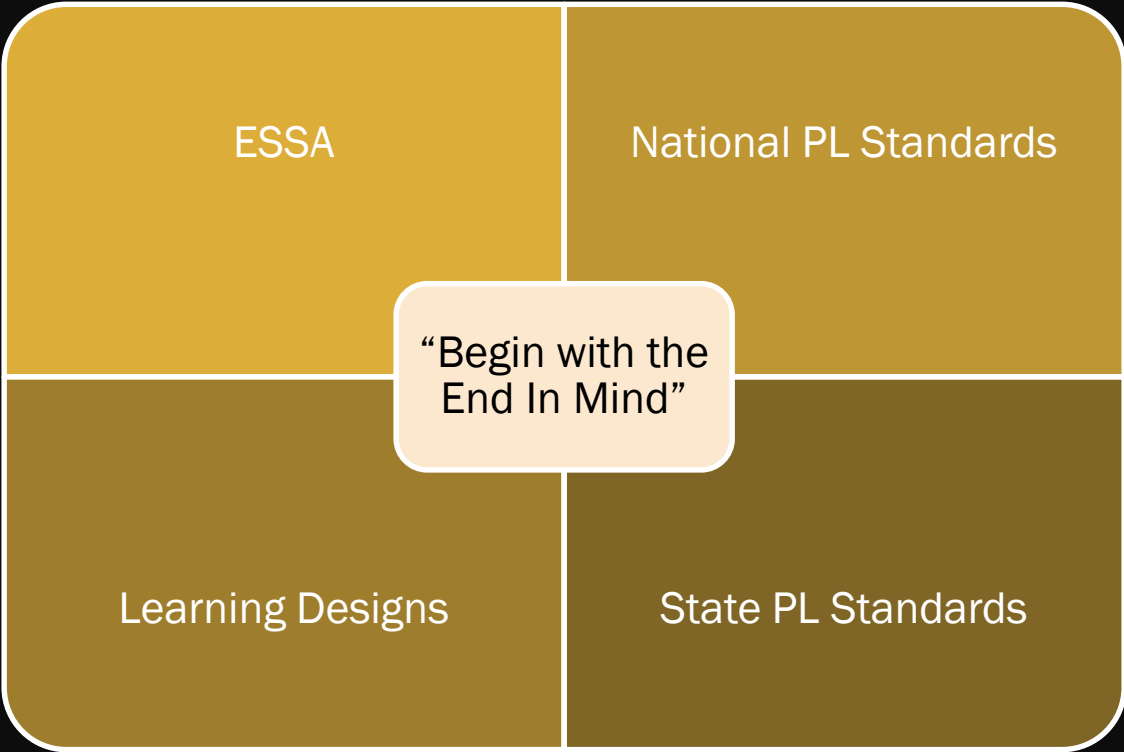 ESSA
National PL Standards
“Begin with the
End In Mind”
Learning Designs
State PL Standards